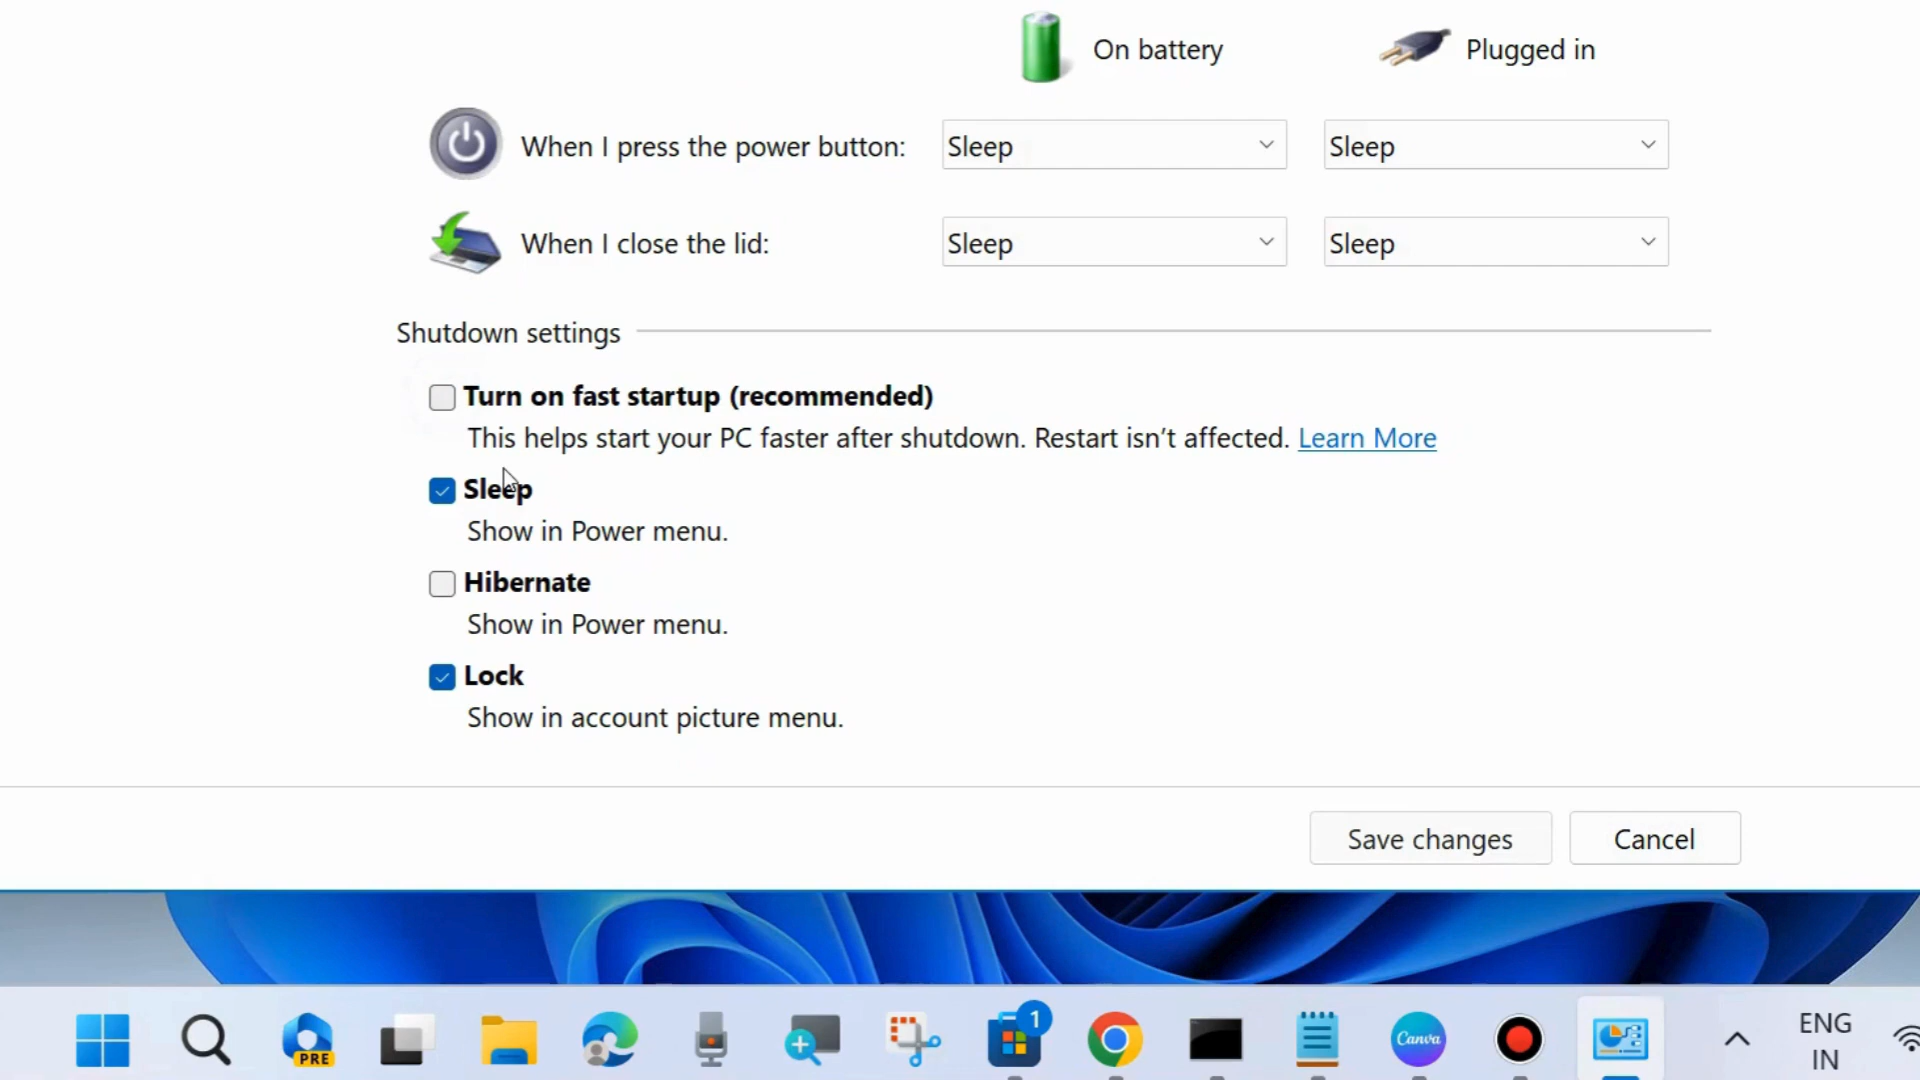 On battery
Plugged in
When I press the power button:
Sleep
Sleep
When I close the lid:
Sleep
Sleep
Shutdown settings
Turn on fast startup (recommended)
This helps start your PC faster after shutdown. Restart isn't affected. Learn More
Sleep
Show in Power menu.
Hibernate
Show in Power menu.
Lock
Show in account picture menu.
Save changes
Cancel
PRE
1
Canva
ENG
IN